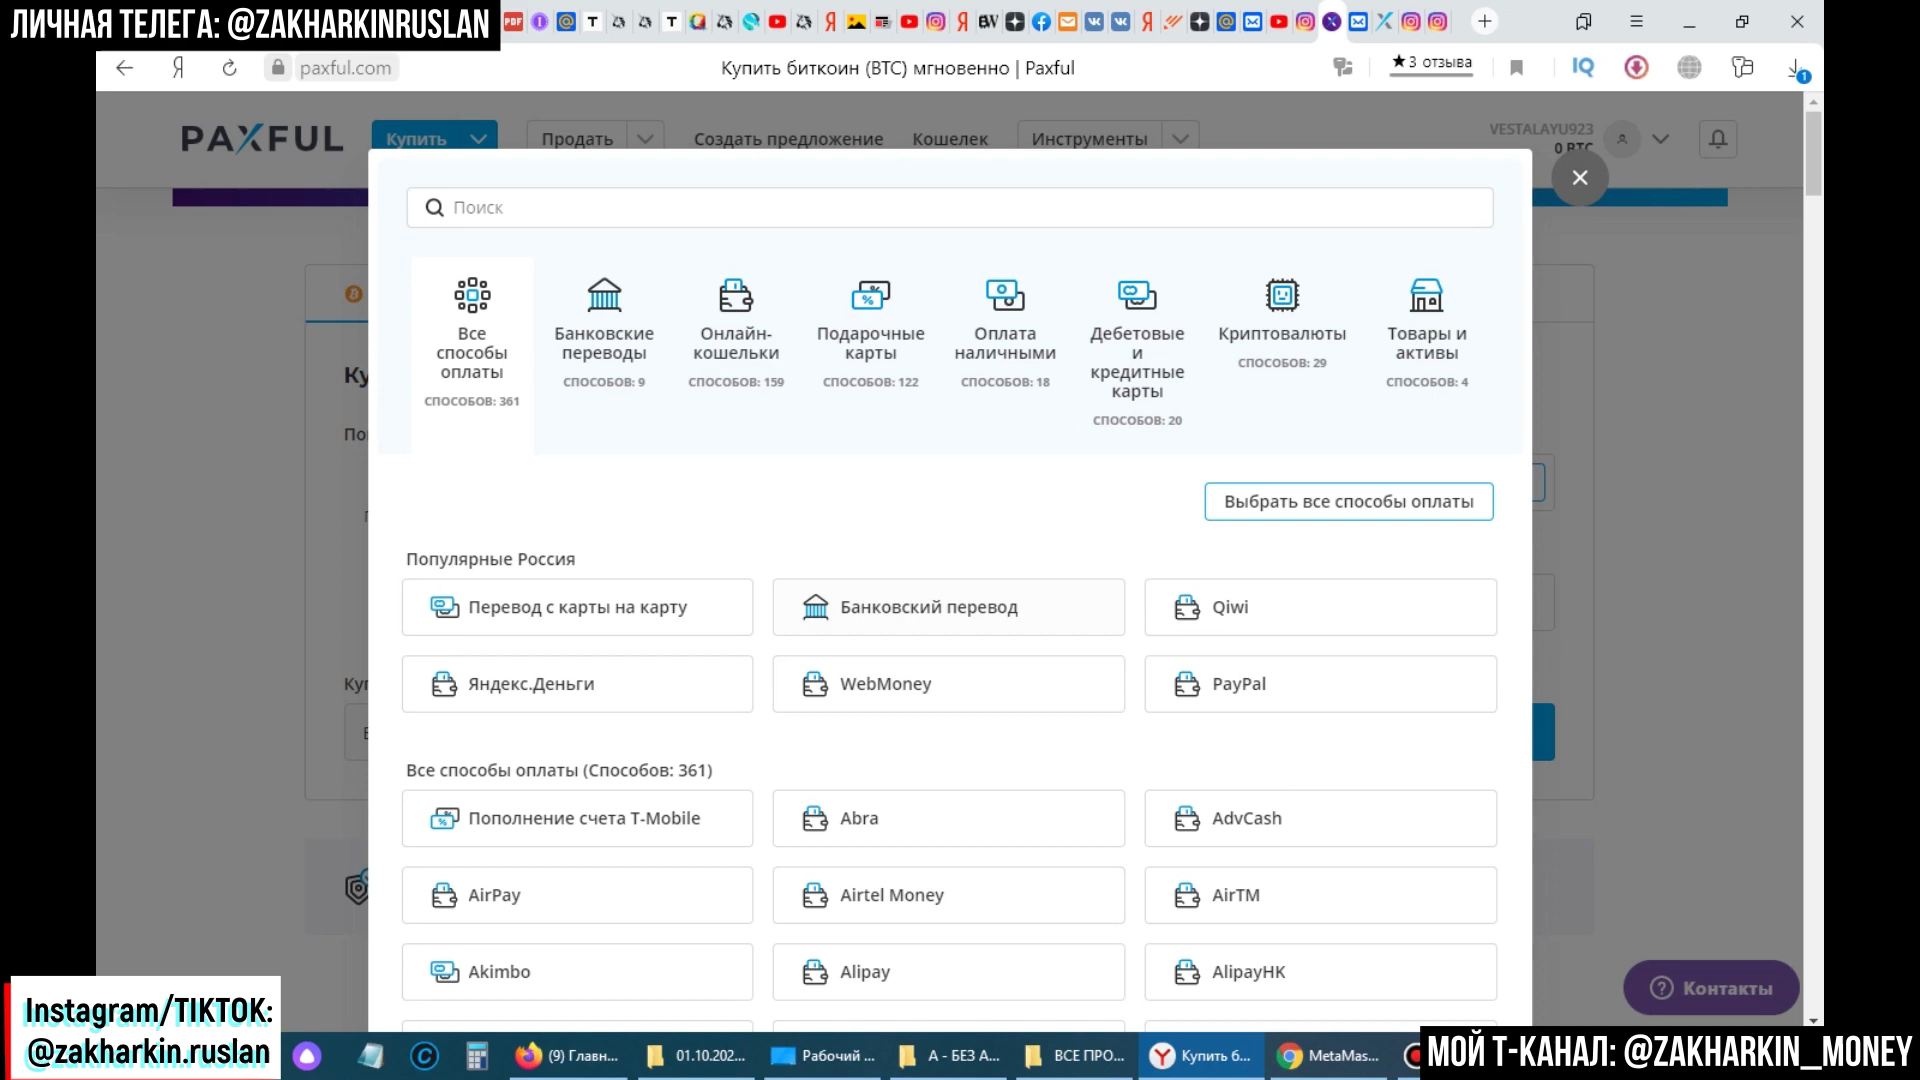 ЛИЧНАЯ ТЕЛЕГА: @ZAKHARKINRUSLAN
paxful.com
Купить биткоин (BTC) мгновенно | Paxful
★3 отзыва
PAXFUL
Купить
Продать
Создать предложение
Кошелек
Инструменты
VESTALAYU923
0 BTC
Поиск
Все
способы
оплаты
СПОСОБОВ: 361
Банковские
переводы
СПОСОБОВ: 9
Онлайн-
кошельки
СПОСОБОВ: 159
Подарочные
карты
СПОСОБОВ: 122
Оплата
наличными
СПОСОБОВ: 18
Дебетовые
и
кредитные
карты
СПОСОБОВ: 20
Криптовалюты
СПОСОБОВ: 29
Товары и
активы
СПОСОБОВ: 4
Выбрать все способы оплаты
Популярные Россия
Перевод с карты на карту
Банковский перевод
Qiwi
Яндекс.Деньги
WebMoney
PayPal
Все способы оплаты (Способов: 361)
Пополнение счета T-Mobile
Abra
AdvCash
AirPay
Airtel Money
AirTM
Akimbo
Alipay
AlipayHK
Контакты
Instagram/TIKTOK:
@zakharkin.ruslan
(9) Главн...
01.10.202...
Рабочий ...
А - БЕЗ А...
ВСЕ ПРО...
Купить б...
MetaMas...
МОЙ Т-КАНАЛ: @ZAKHARKIN_MONEY